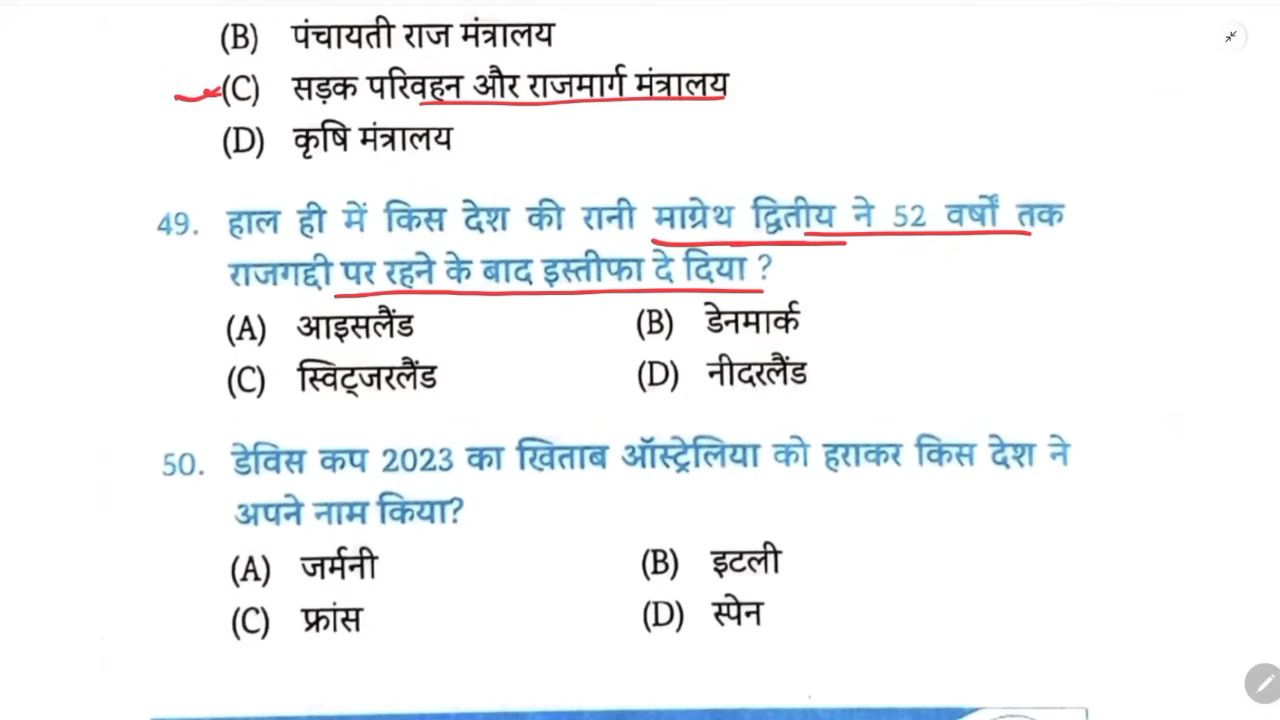 (B) पंचायती राज मंत्रालय
(C) सड़क परिवहन और राजमार्ग मंत्रालय
(D) कृषि मंत्रालय
49. हाल ही में किस देश की रानी माग्रेथ द्वितीय ने 52 वर्षों तक
राजगद्दी पर रहने के बाद इस्तीफा दे दिया ?
(A) आइसलैंड (B) डेनमार्क
(C) स्विट्जरलैंड (D) नीदरलैंड
50. डेविस कप 2023 का खिताब ऑस्ट्रेलिया को हराकर किस देश ने
अपने नाम किया?
(A) जर्मनी (B) इटली
(C) फ्रांस (D) स्पेन